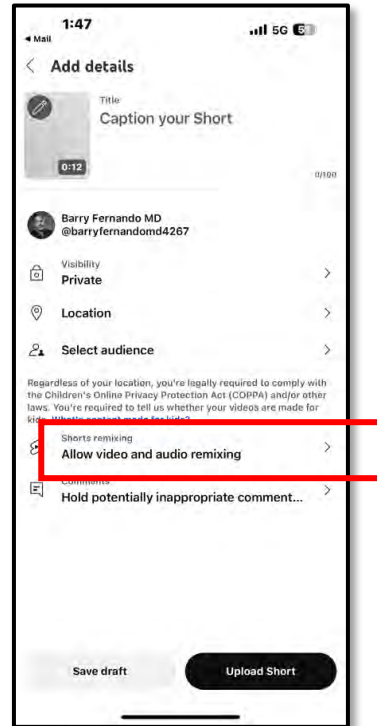 1:47
5G 5
Mail
Add details
Title
Caption your Short
0:12
0/100
Barry Fernando MD
@barryfernandomd4267
Visibility
Private
Location
Select audience
Regardless of your location, you're legally required to comply with
the Children's Online Privacy Protection Act (COPPA) and/or other
laws. You're required to tell us whether your videos are made for
kids. What's content made for kids?
Shorts remixing
Allow video and audio remixing
Comments
Hold potentially inappropriate comment...
Save draft
Upload Short